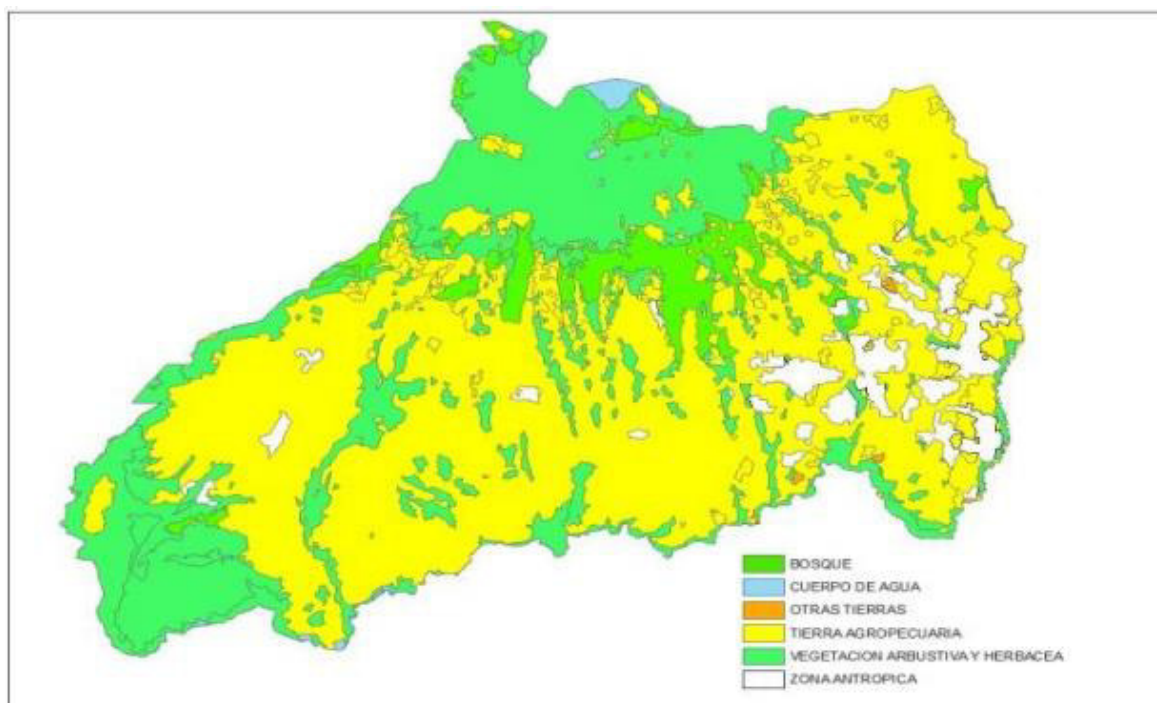 BOSQUE
CUERPO DE AGUA
OTRAS TIERRAS
TIERRA AGROPECUARIA
VEGETACION ARBUSTIVA Y HERBACEA
ZONA ANTROPICA